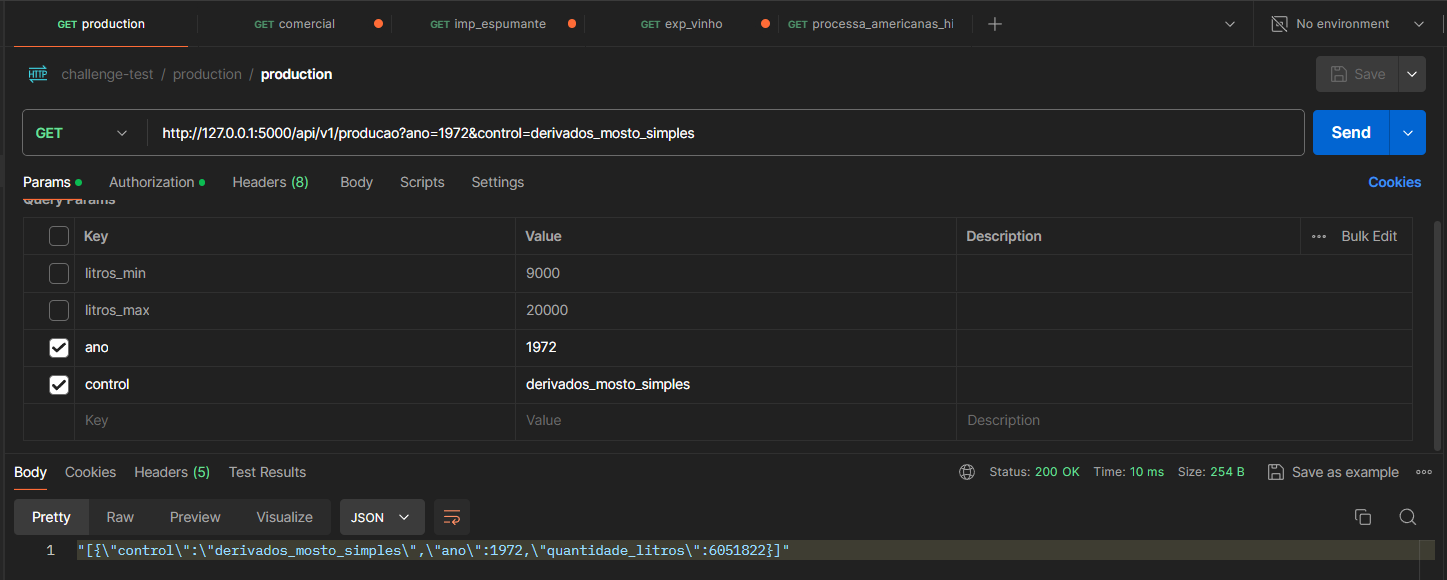 GET production GET comercial GET imp_espumante GET exp_vinho GET processa_americanas_hi No environment
HTTP challenge-test / production / production Save
GET http://127.0.0.1:5000/api/v1/producao?ano=1972&control=derivados_mosto_simples Send
Params Authorization Headers (8) Body Scripts Settings Cookies
Query Params
Key Value Description Bulk Edit
litros_min 9000
litros_max 20000
ano 1972
control derivados_mosto_simples
Key Value Description
Body Cookies Headers (5) Test Results Status: 200 OK Time: 10 ms Size: 254 B Save as example
Pretty Raw Preview Visualize JSON
1 "[{\"control\":\"derivados_mosto_simples\",\"ano\":1972,\"quantidade_litros\":6051822}]"